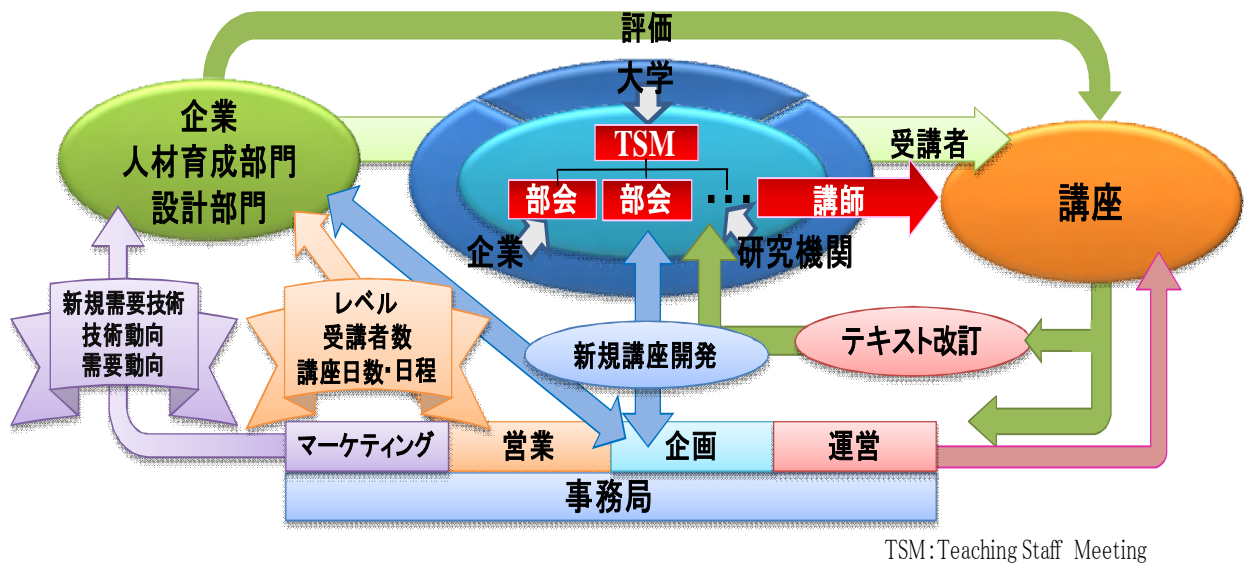 評価
大学
企業
人材育成部門
設計部門
TSM
部会
部会
…
講師
受講者
講座
企業
研究機関
新規需要技術
技術動向
需要動向
レベル
受講者数
講座日数・日程
新規講座開発
テキスト改訂
マーケティング
営業
企画
運営
事務局
TSM:Teaching Staff Meeting